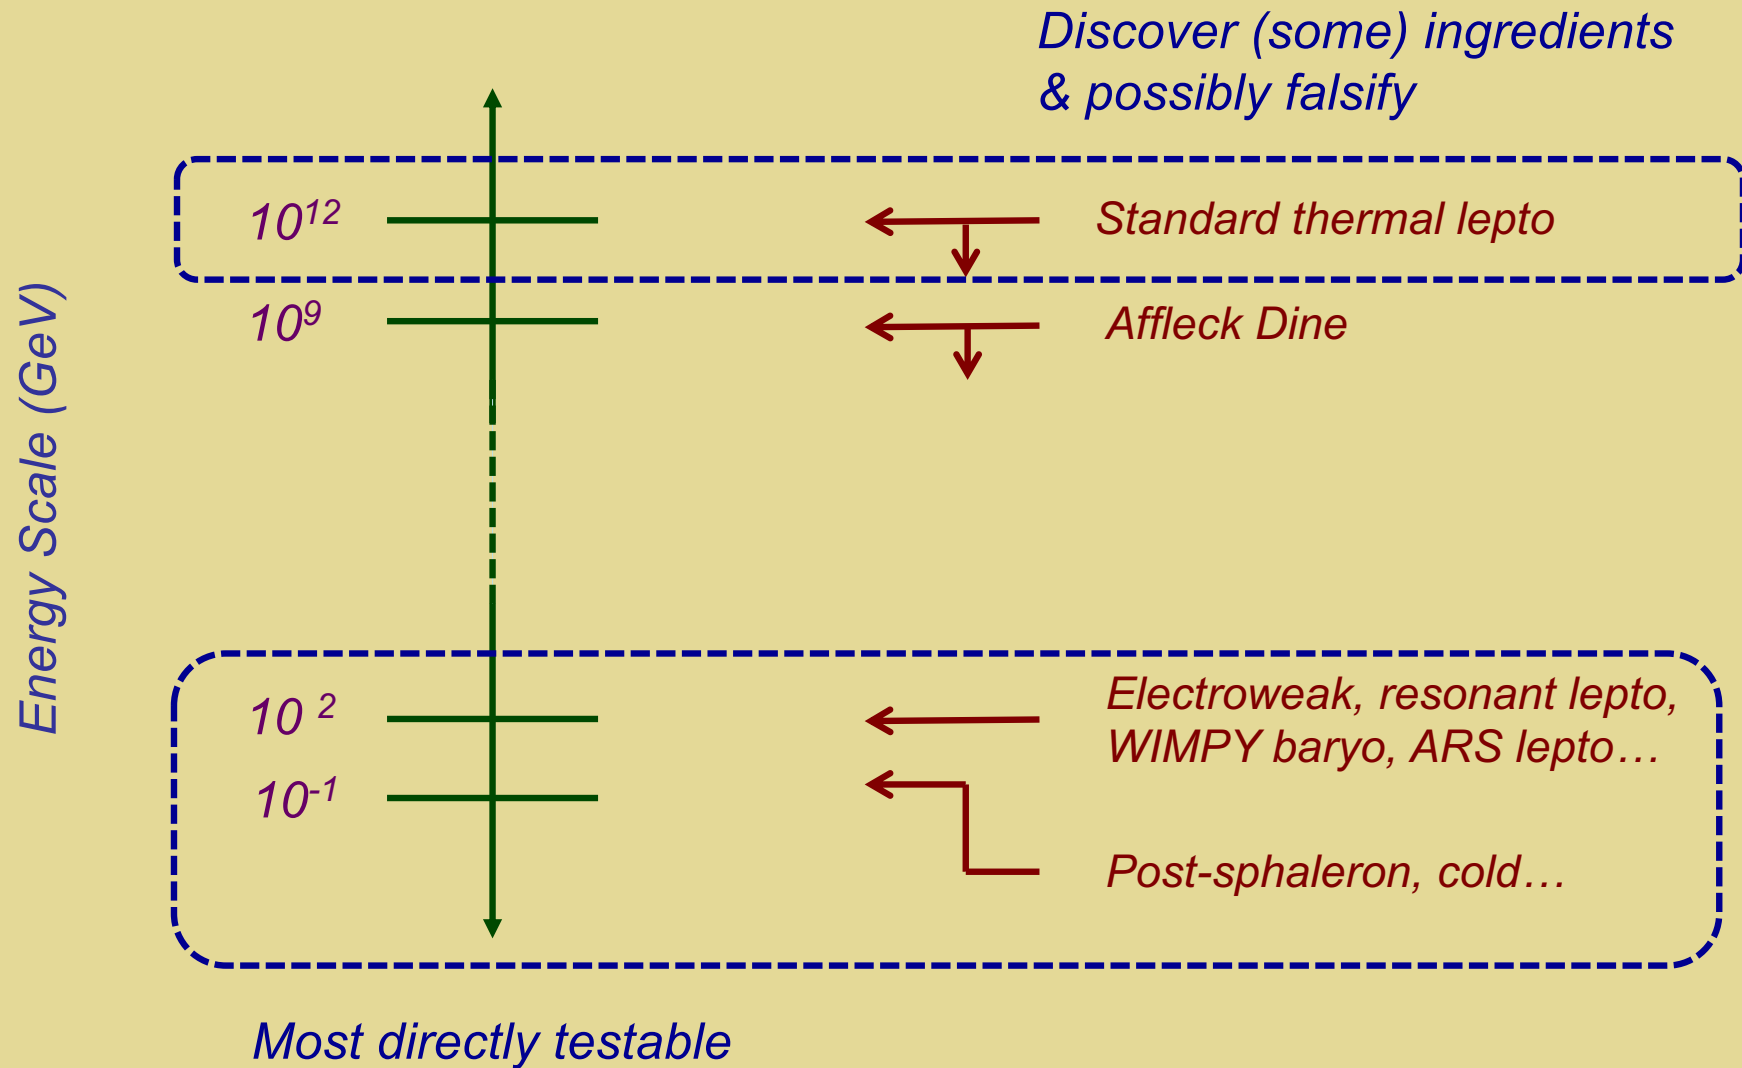 Discover (some) ingredients
& possibly falsify
Energy Scale (GeV)
10¹²
Standard thermal lepto
10⁹
Affleck Dine
10 ²
Electroweak, resonant lepto,
WIMPY baryo, ARS lepto…
10⁻¹
Post-sphaleron, cold…
Most directly testable